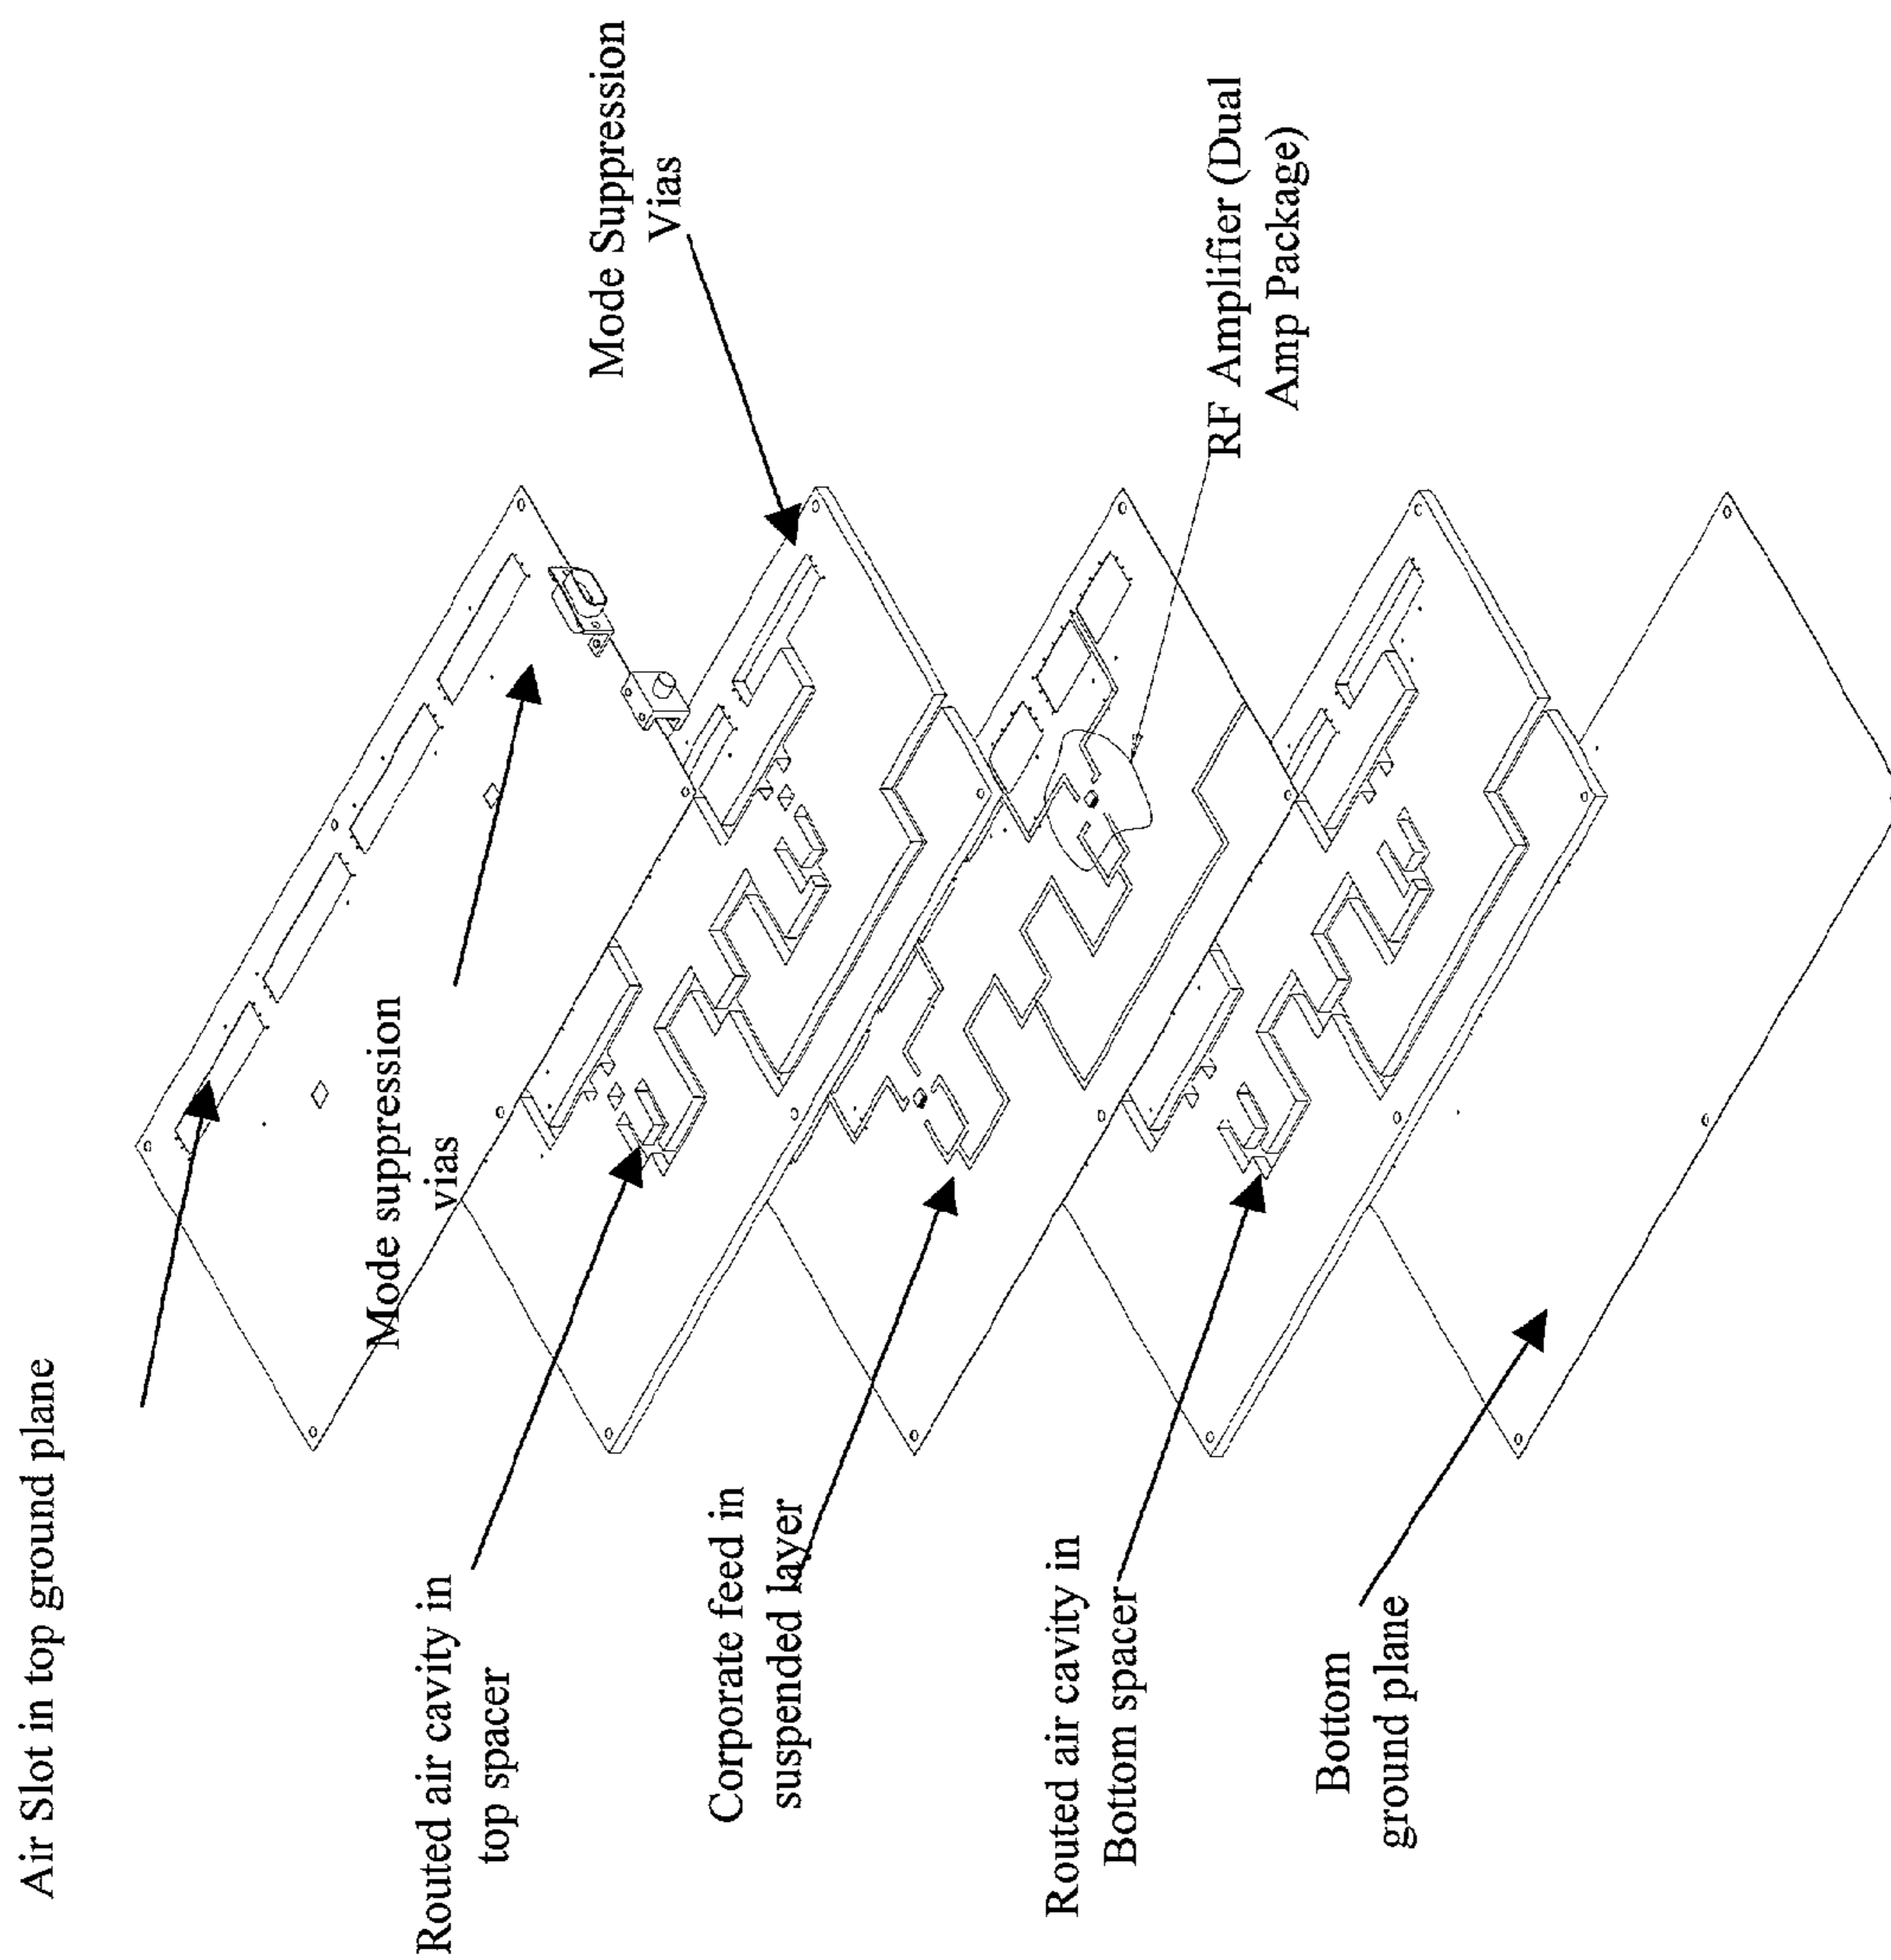 Air Slot in top ground plane
Mode suppression
vias
Mode Suppression
Vias
Routed air cavity in
top spacer
Corporate feed in
suspended layer
RF Amplifier (Dual
Amp Package)
Routed air cavity in
Bottom spacer
Bottom
ground plane